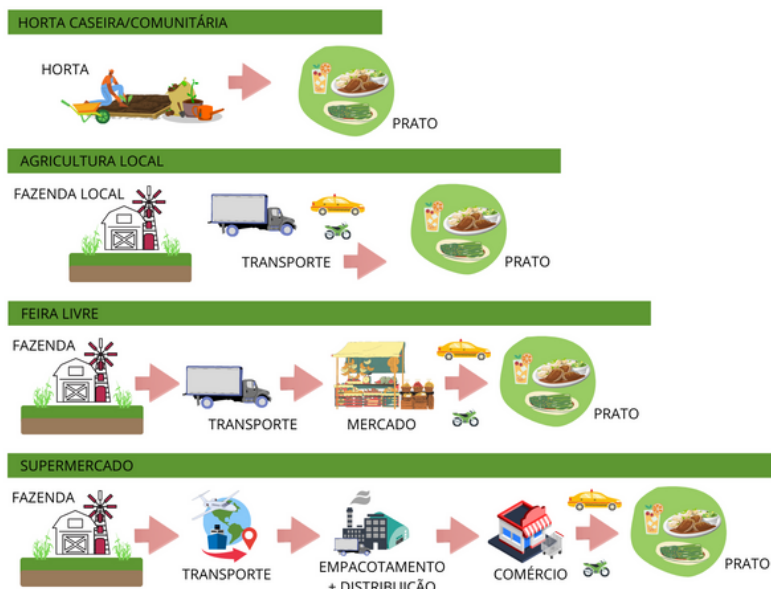 HORTA CASEIRA/COMUNITÁRIA
HORTA
PRATO
AGRICULTURA LOCAL
FAZENDA LOCAL
TRANSPORTE
PRATO
FEIRA LIVRE
FAZENDA
TRANSPORTE
MERCADO
PRATO
SUPERMERCADO
FAZENDA
TRANSPORTE
EMPACOTAMENTO
+ DISTRIBUIÇÃO
COMÉRCIO
PRATO